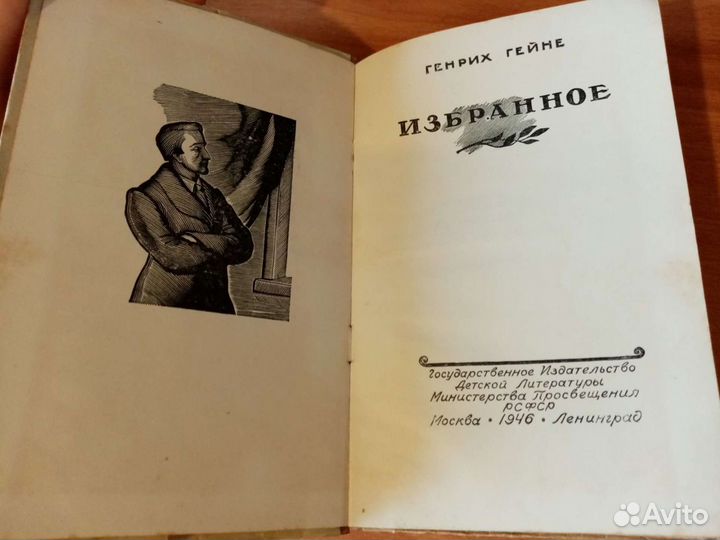 ГЕНРИХ ГЕЙНЕ
ИЗБРАННОЕ
Государственное Издательство
Детской Литературы
Министерства Просвещения
РСФСР
Москва • 1946 • Ленинград
Avito